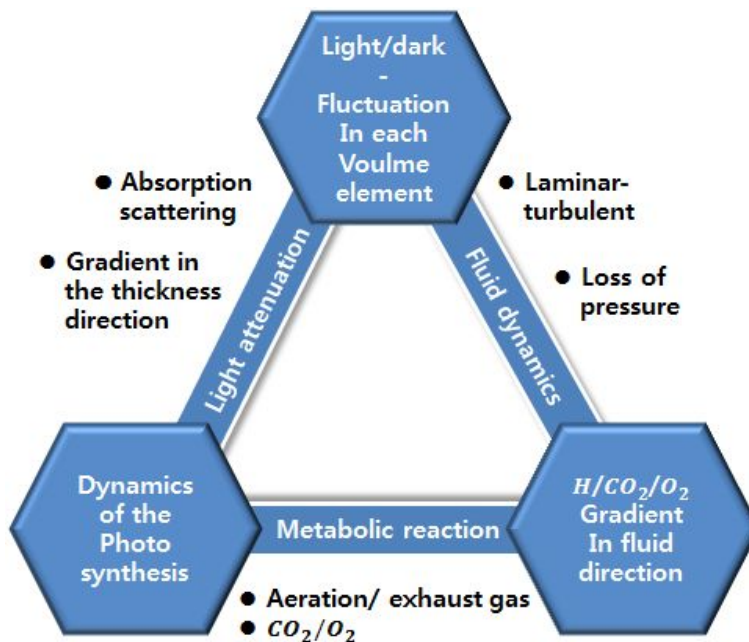 Light/dark
-
Fluctuation
In each
Voulme
element
● Absorption
scattering
● Gradient in
the thickness
direction
Light attenuation
● Laminar-
turbulent
● Loss of
pressure
Fluid dynamics
Dynamics
of the
Photo
synthesis
Metabolic reaction
H/CO₂/O₂
Gradient
In fluid
direction
● Aeration/ exhaust gas
● CO₂/O₂